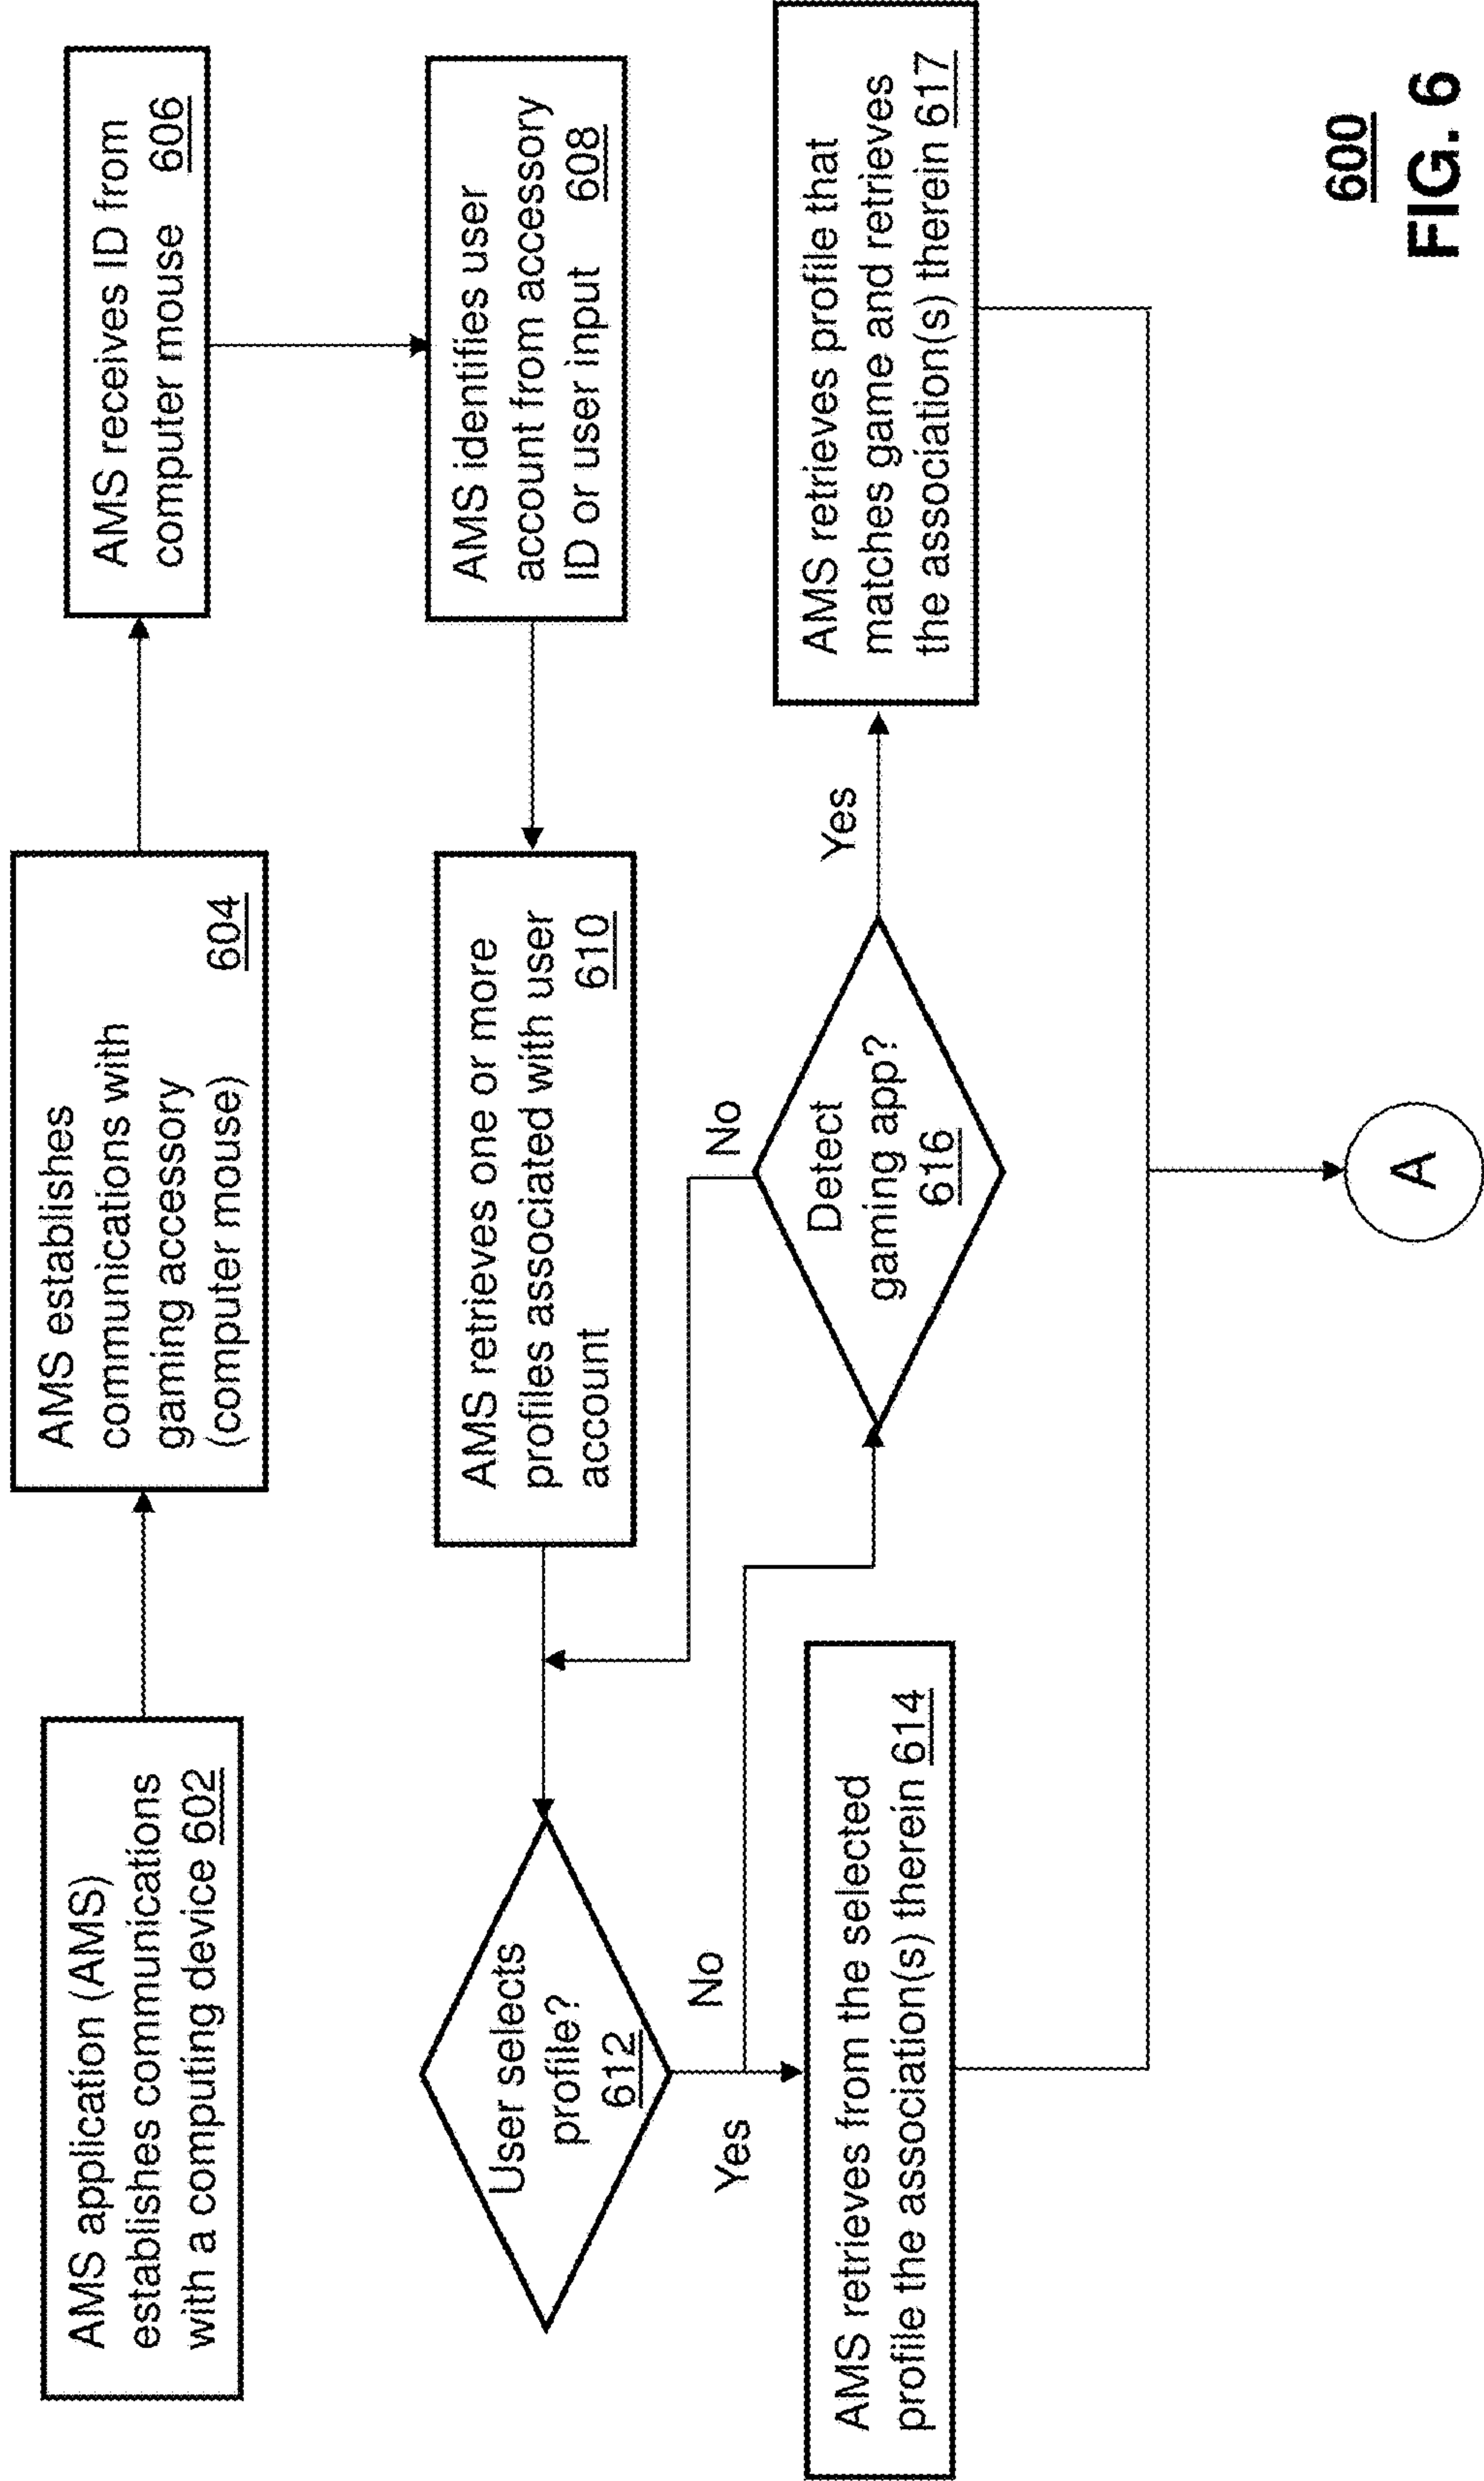 AMS application (AMS)
establishes communications
with a computing device 602
AMS establishes
communications with
gaming accessory
(computer mouse) 604
AMS receives ID from
computer mouse 606
AMS identifies user
account from accessory
ID or user input 608
AMS retrieves one or more
profiles associated with user
account 610
User selects
profile?
612
No
Yes
AMS retrieves from the selected
profile the association(s) therein 614
No
Detect
gaming app?
616
Yes
AMS retrieves profile that
matches game and retrieves
the association(s) therein 617
A
600
FIG. 6